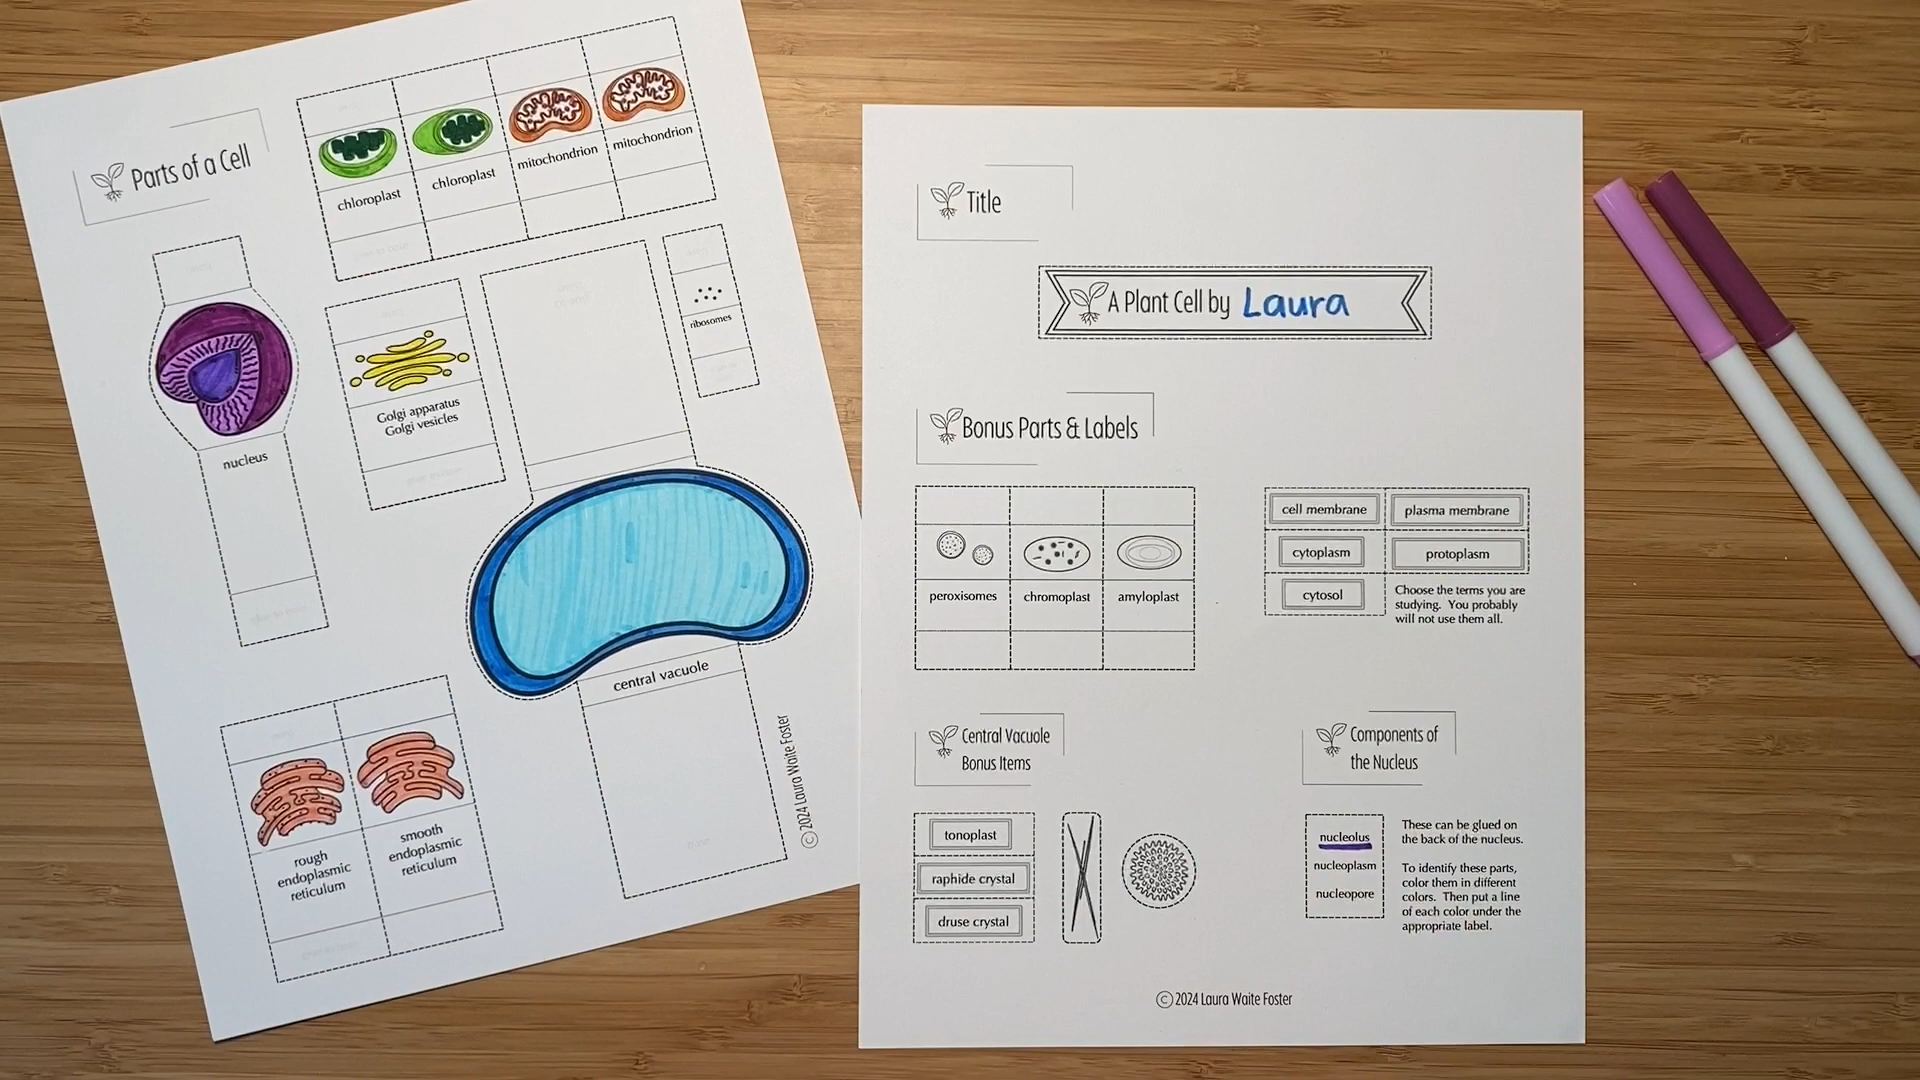 Parts of a Cell
chloroplast
chloroplast
mitochondrion
mitochondrion
nucleus
Golgi apparatus
Golgi vesicles
ribosomes
central vacuole
rough
endoplasmic
reticulum
smooth
endoplasmic
reticulum
© 2024 Laura Waite Foster
Title
A Plant Cell by Laura
Bonus Parts & Labels
peroxisomes
chromoplast
amyloplast
cell membrane
plasma membrane
cytoplasm
protoplasm
cytosol
Choose the terms you are
studying. You probably
will not use them all.
Central Vacuole
Bonus Items
tonoplast
raphide crystal
druse crystal
Components of
the Nucleus
nucleolus
nucleoplasm
nucleopore
These can be glued on
the back of the nucleus.
To identify these parts,
color them in different
colors. Then put a line
of each color under the
appropriate label.
© 2024 Laura Waite Foster